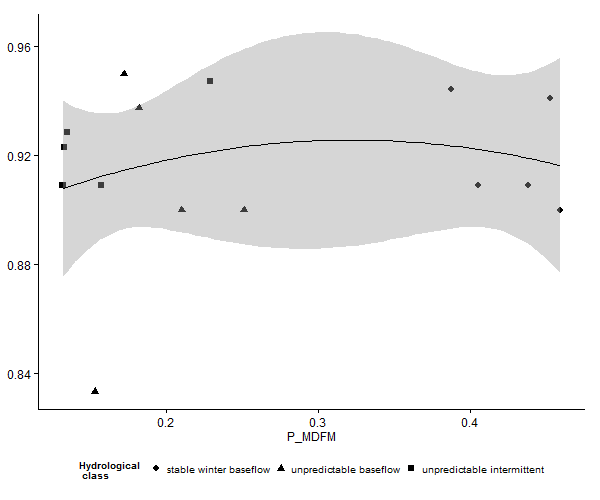 0.96
0.92
0.88
0.84
0.2 0.3 0.4
P_MDFM
Hydrological
class
stable winter baseflow unpredictable baseflow unpredictable intermittent